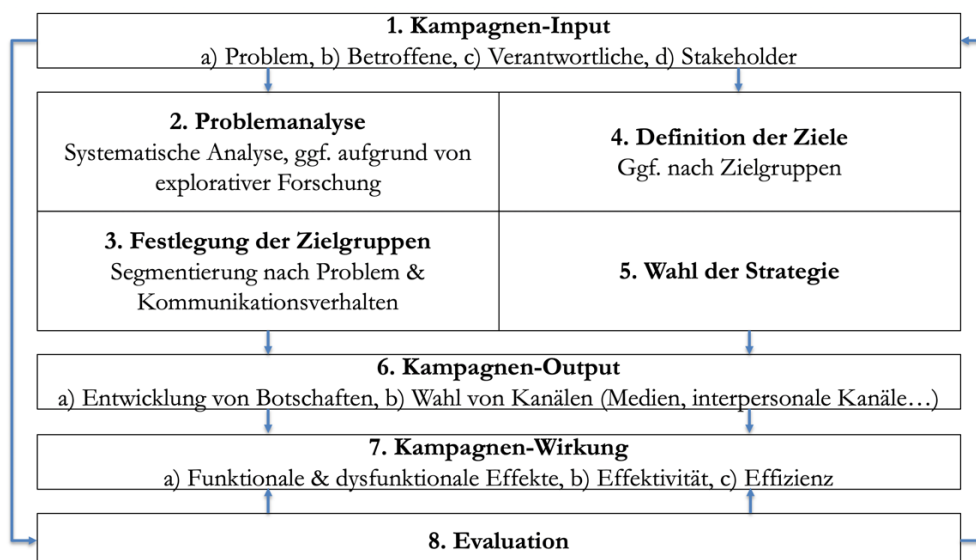 1. Kampagnen-Input
a) Problem, b) Betroffene, c) Verantwortliche, d) Stakeholder
2. Problemanalyse
Systematische Analyse, ggf. aufgrund von
explorativer Forschung
4. Definition der Ziele
Ggf. nach Zielgruppen
3. Festlegung der Zielgruppen
Segmentierung nach Problem &
Kommunikationsverhalten
5. Wahl der Strategie
6. Kampagnen-Output
a) Entwicklung von Botschaften, b) Wahl von Kanälen (Medien, interpersonale Kanäle…)
7. Kampagnen-Wirkung
a) Funktionale & dysfunktionale Effekte, b) Effektivität, c) Effizienz
8. Evaluation